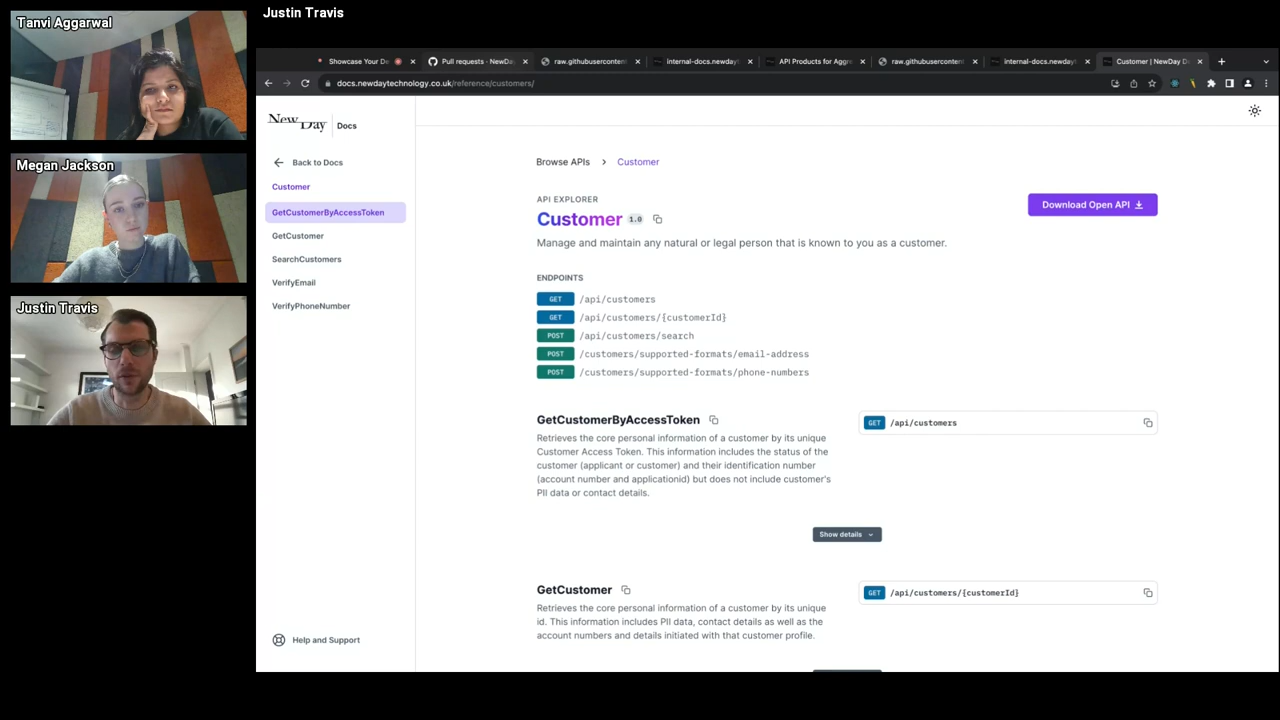 Tanvi Aggarwal
Megan Jackson
Justin Travis
Justin Travis
Showcase Your De
Pull requests - NewDa
raw.githubusercontent
internal-docs.newdayt
API Products for Aggre
raw.githubusercontent
internal-docs.newdayt
Customer | NewDay D
docs.newdaytechnology.co.uk/reference/customers/
New Day Docs
Back to Docs
Customer
GetCustomerByAccessToken
GetCustomer
SearchCustomers
VerifyEmail
VerifyPhoneNumber
Help and Support
Browse APIs > Customer
API EXPLORER
Customer 1.0
Download Open API
Manage and maintain any natural or legal person that is known to you as a customer.
ENDPOINTS
GET /api/customers
GET /api/customers/{customerId}
POST /api/customers/search
POST /customers/supported-formats/email-address
POST /customers/supported-formats/phone-numbers
GetCustomerByAccessToken
GET /api/customers
Retrieves the core personal information of a customer by its unique
Customer Access Token. This information includes the status of the
customer (applicant or customer) and their identification number
(account number and applicationid) but does not include customer's
PII data or contact details.
Show details
GetCustomer
GET /api/customers/{customerId}
Retrieves the core personal information of a customer by its unique
id. This information includes PII data, contact details as well as the
account numbers and details initiated with that customer profile.